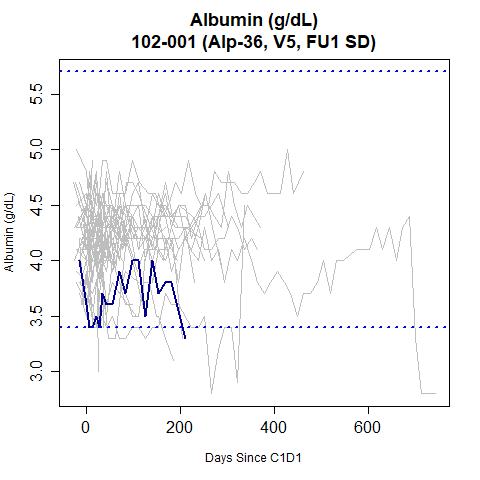 Albumin (g/dL)
102-001 (Alp-36, V5, FU1 SD)
Albumin (g/dL)
5.5
5.0
4.5
4.0
3.5
3.0
0 200 400 600
Days Since C1D1